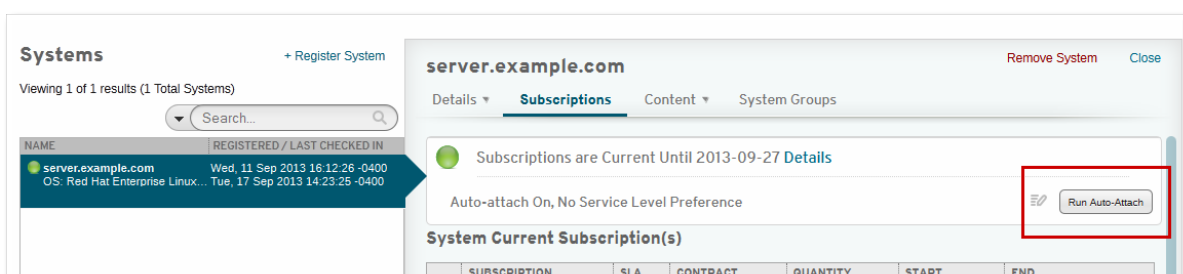 Systems
+ Register System
Viewing 1 of 1 results (1 Total Systems)
Search...
NAME
REGISTERED / LAST CHECKED IN
server.example.com
Wed, 11 Sep 2013 16:12:26 -0400
OS: Red Hat Enterprise Linux...
Tue, 17 Sep 2013 14:23:25 -0400
server.example.com
Remove System
Close
Details
Subscriptions
Content
System Groups
Subscriptions are Current Until 2013-09-27 Details
Auto-attach On, No Service Level Preference
Run Auto-Attach
System Current Subscription(s)
SUBSCRIPTION
SLA
CONTRACT
QUANTITY
START
END